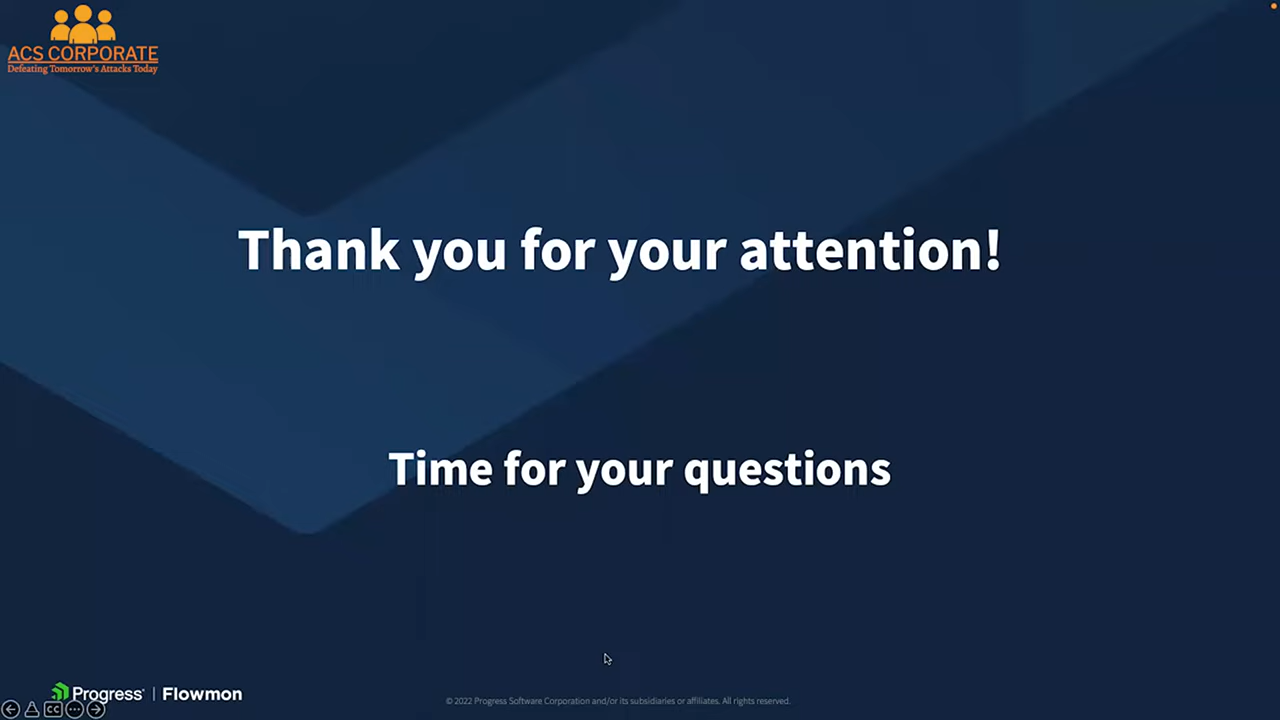 ACS CORPORATE
Defeating Tomorrow's Attacks Today
Thank you for your attention!
Time for your questions
Progress | Flowmon
CC
© 2022 Progress Software Corporation and/or its subsidiaries or affiliates. All rights reserved.